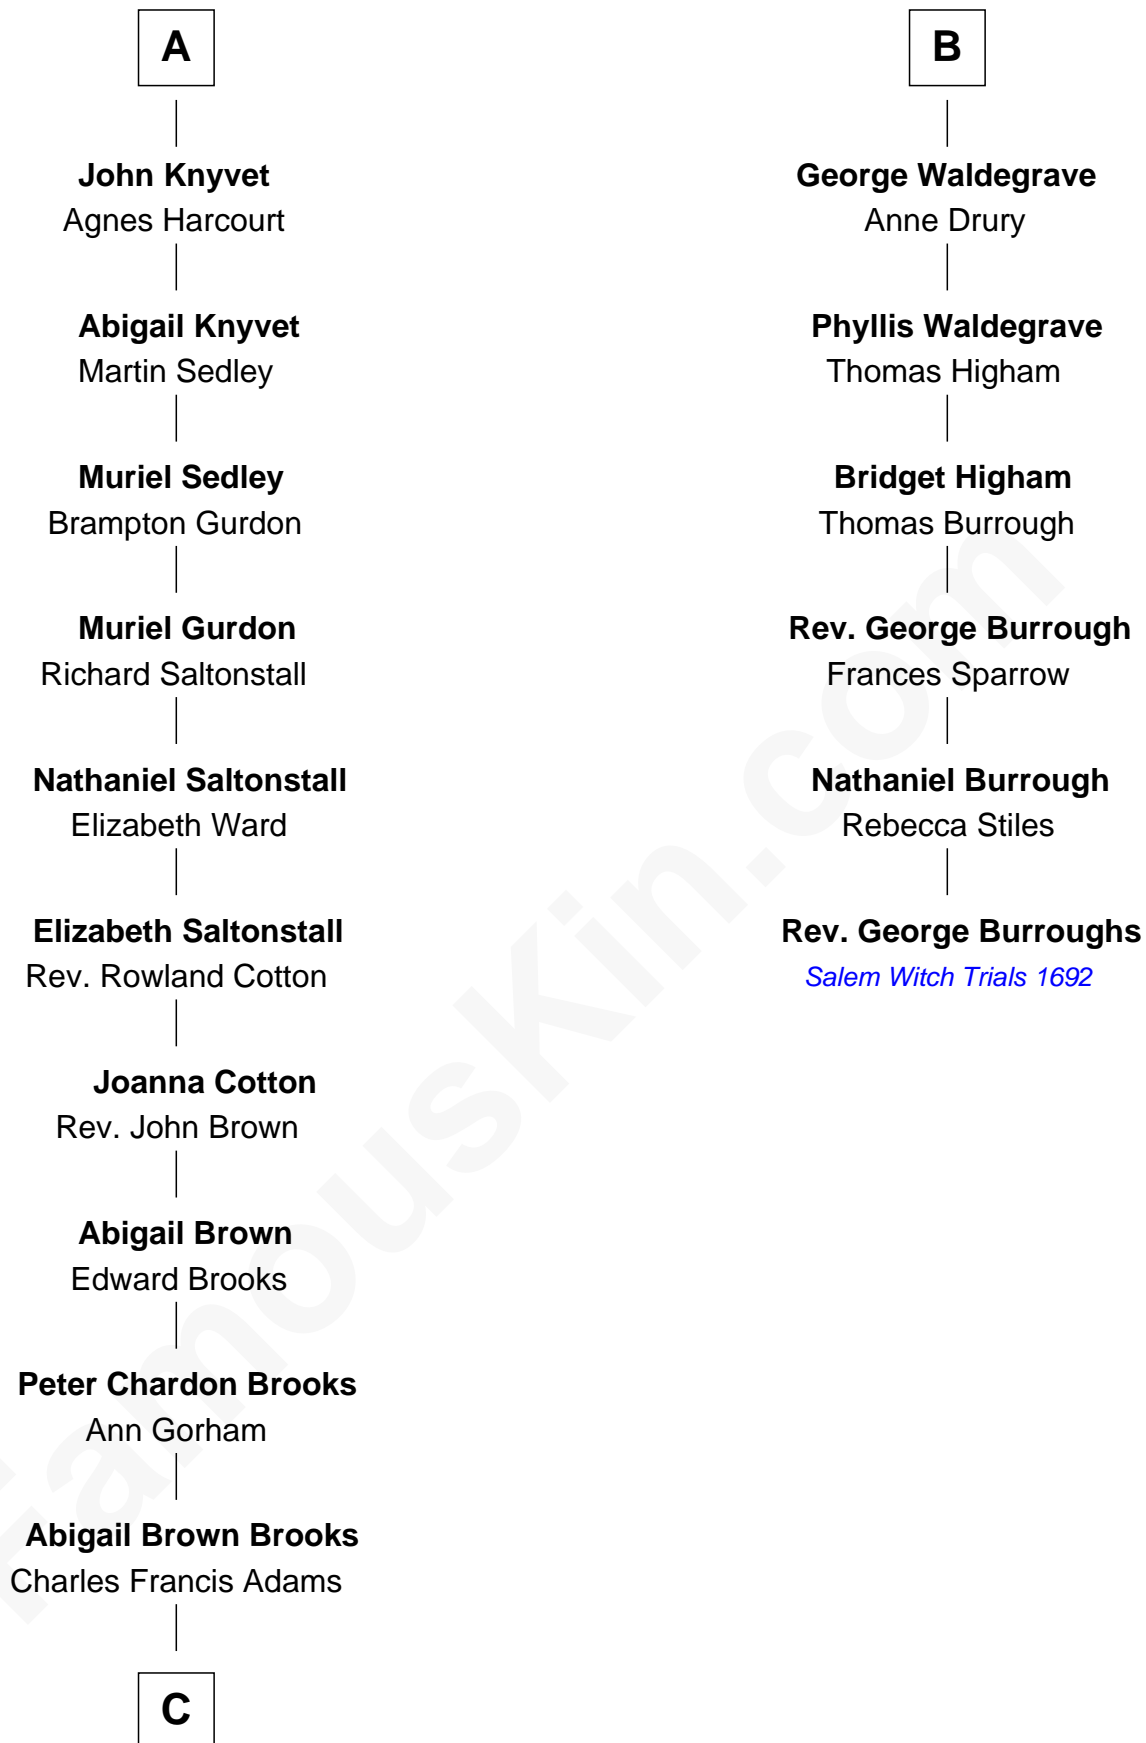 A
John Knyvet
Agnes Harcourt
Abigail Knyvet
Martin Sedley
Muriel Sedley
Brampton Gurdon
Muriel Gurdon
Richard Saltonstall
Nathaniel Saltonstall
Elizabeth Ward
Elizabeth Saltonstall
Rev. Rowland Cotton
Joanna Cotton
Rev. John Brown
Abigail Brown
Edward Brooks
Peter Chardon Brooks
Ann Gorham
Abigail Brown Brooks
Charles Francis Adams
C
B
George Waldegrave
Anne Drury
Phyllis Waldegrave
Thomas Higham
Bridget Higham
Thomas Burrough
Rev. George Burrough
Frances Sparrow
Nathaniel Burrough
Rebecca Stiles
Rev. George Burroughs
Salem Witch Trials 1692
FamousKin.com